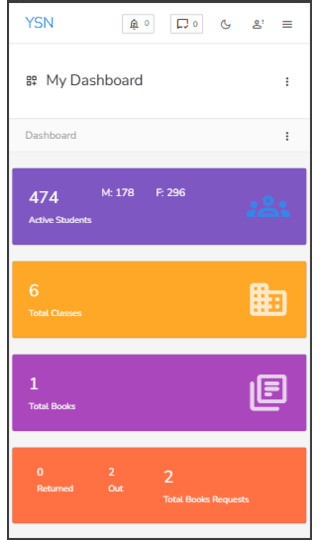 YSN 0 0
My Dashboard
Dashboard
474 M: 178 F: 296
Active Students
6
Total Classes
1
Total Books
0 2 2
Returned Out Total Books Requests